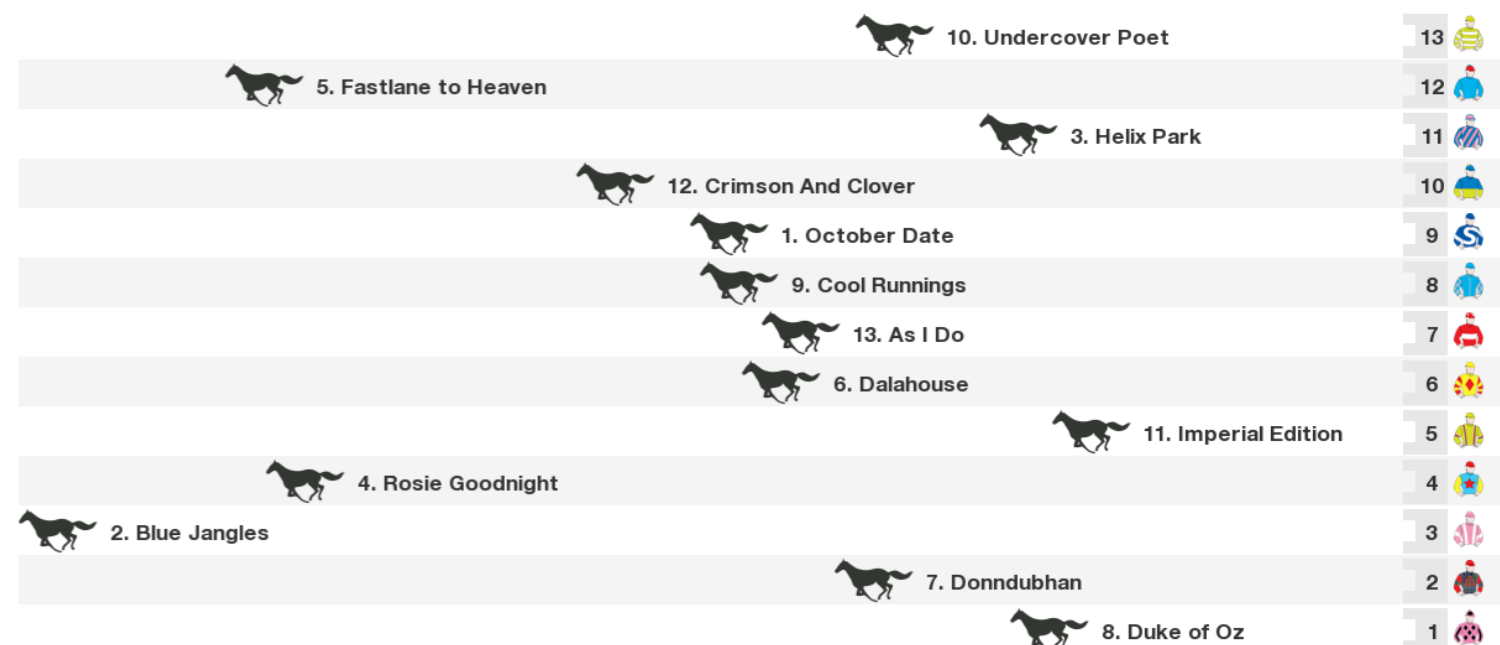 10. Undercover Poet 13
5. Fastlane to Heaven 12
3. Helix Park 11
12. Crimson And Clover 10
1. October Date 9
9. Cool Runnings 8
13. As I Do 7
6. Dalahouse 6
11. Imperial Edition 5
4. Rosie Goodnight 4
2. Blue Jangles 3
7. Donndubhan 2
8. Duke of Oz 1